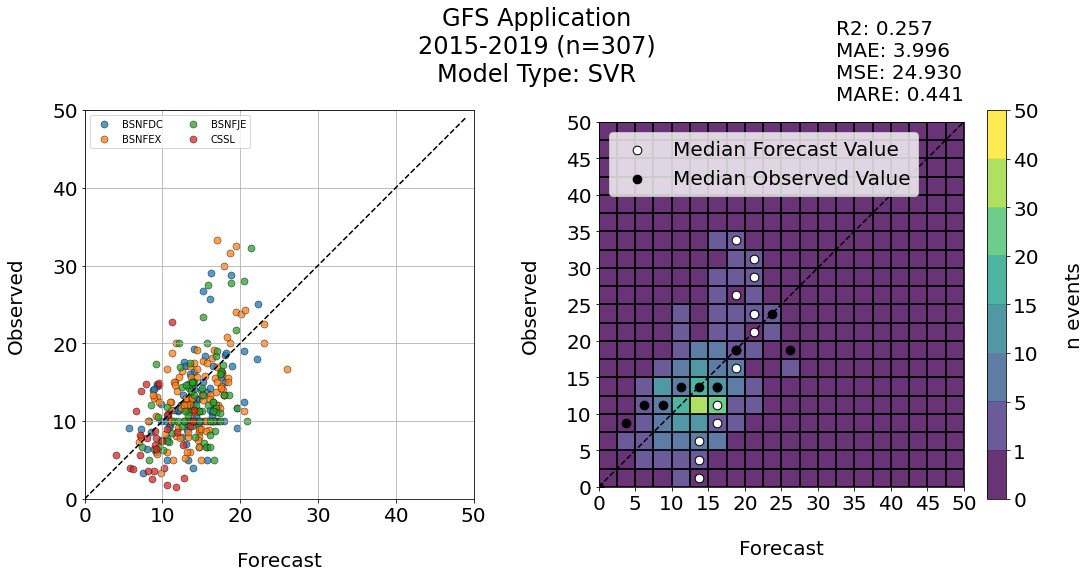 GFS Application
2015-2019 (n=307)
Model Type: SVR
R2: 0.257
MAE: 3.996
MSE: 24.930
MARE: 0.441
BSNFDC
BSNFJE
BSNFEX
CSSL
50
40
30
20
10
0
Observed
0
10
20
30
40
50
Forecast
Median Forecast Value
Median Observed Value
50
45
40
35
30
25
20
15
10
5
0
Observed
0
5
10
15
20
25
30
35
40
45
50
Forecast
50
40
30
20
15
10
5
1
0
n events